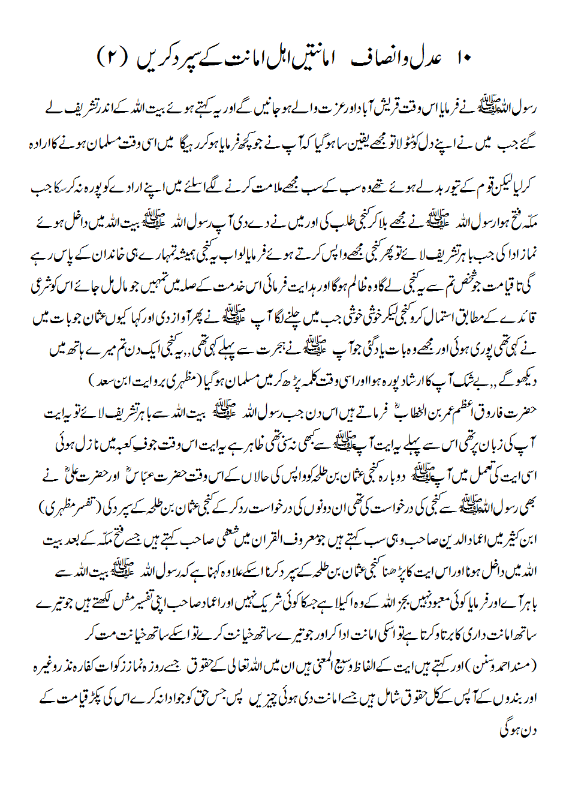 ۱۰ عدل و انصاف امانتیں اہل امانت کے سپرد کریں (۲)
رسول اللہ ﷺ نے فرمایا اس وقت قریش آباد اور عزت والے ہو جائیں گے اور یہ کہتے ہوئے بیت اللہ کے اندر تشریف لے
گئے جب میں نے اپنے دل کو ٹٹولا تو مجھے یقین سا ہو گیا کہ آپ نے جو کچھ فرمایا ہو کر رہیگا میں اسی وقت مسلمان ہونے کا ارادہ
کر لیا لیکن قوم کے تیور بدلے ہوئے تھے وہ سب کے سب مجھے ملامت کرنے لگے اسلئے میں اپنے ارادے کو پورہ نہ کر سکا جب
مکّہ فتح ہوا رسول اللہ ﷺ نے مجھے بلا کر کنجی طلب کی اور میں نے دے دی آپ رسول اللہ ﷺ بیت اللہ میں داخل ہوئے
نماز ادا کی جب باہر تشریف لائے تو پھر کنجی مجھے واپس کرتے ہوئے فرمایا لو اب یہ کنجی ہمیشہ تمہارے ہی خاندان کے پاس رہے
گی تا قیامت جو شخص تم سے یہ کنجی لے گا وہ ظالم ہوگا اور ہدایت فرمائی اس خدمت کے صلہ میں تمہیں جو مال مل جائے اس کو شرعی
قائدے کے مطابق استمال کرو کنجی لیکر خوشی خوشی جب میں چلنے لگا آپ ﷺ نے پھر آواز دی اور کہا کیوں عثمان جو بات میں
نے کہی تھی پوری ہوئی اور مجھے وہ بات یاد آگئی جو آپ ﷺ نے ہجرت سے پہلے کہی تھی ,, یہ کنجی ایک دن تم میرے ہاتھ میں
دیکھو گے ,, بے شک آپ کا ارشاد پورہ ہوا اور اسی وقت کلمہ پڑھ کر میں مسلمان ہو گیا (مظہری بروایت ابن سعد)
حضرت فاروق اعظم عمر بن الخطابؓ فرماتے ہیں اس دن جب رسول اللہ ﷺ بیت اللہ سے باہر تشریف لائے تو یہ آیت
آپ کی زبان پر تھی اس سے پہلے یہ آیت آپ ﷺ سے کبھی نہ سنی تھی ظاہر ہے یہ آیت اس وقت جوف کعبہ میں نازل ہوئی
اسی آیت کی تعمل میں آپ ﷺ دوبارہ کنجی عثمان بن طلحہ کو واپس کی حالاں کے اس وقت حضرت عبّاسؓ اور حضرت علیؓ نے
بھی رسول اللہ ﷺ سے کنجی کی درخواست کی تھی ان دونوں کی درخواست رد کر کے کنجی عثمان بن طلحہ کے سپرد کی (تفسر مظہری)
ابن کثیر میں اعماد الدین صاحب وہی سب کہتے ہیں جو معروف القران میں شفعی صاحب کہتے ہیں جسے فتح مکّہ کے بعد بیت
اللہ میں داخل ہونا اور اس آیت کا پڑھنا کنجی عثمان بن طلحہ کے سپرد کرنا اسکے علاوہ کہنا ہے کہ رسول اللہ ﷺ بیت اللہ سے
باہر آے اور فرمایا کوئی معبود نہیں بجز اللہ کے وہ اکیلا ہے جسکا کوئی شریک نہیں اور اعماد صاحب اپنی تفسر مفں لکھتے ہیں جو تیرے
ساتھ امانت داری کا برتاو کرتا ہے تو اسکی امانت ادا کر اور جو تیرے ساتھ خیانت کرے تو اسکے ساتھ خیانت مت کر
(مسند احمد و سنن) اور کہتے ہیں آیت کے الفاظ وسیع المعنی ہیں ان میں اللہ تعالی کے حقوق جسے روزہ نماز زکوات کفارہ نذر وغیرہ
اور بندوں کے آپس کے کل حقوق شامل ہیں جسے امانت دی ہوئی چیزیں پس جس حق کو جو ادا نہ کرے اس کی پکڑ قیامت کے
دن ہوگی